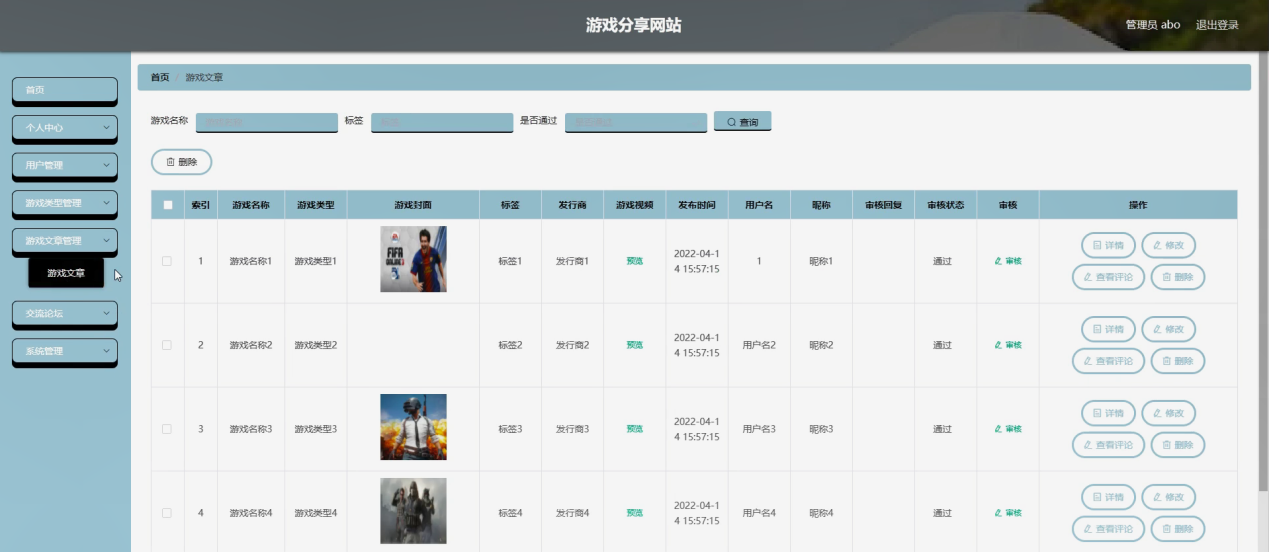 游戏分享网站
管理员 abo 退出登录
首页
个人中心
用户管理
游戏类型管理
游戏文章管理
游戏文章
交流论坛
系统管理
首页 / 游戏文章
游戏名称 游戏名称 标签 标签 是否通过 是否通过 查询
删除
索引 游戏名称 游戏类型 游戏封面 标签 发行商 游戏视频 发布时间 用户名 昵称 审核回复 审核状态 审核 操作
FIFA
1 游戏名称1 游戏类型1 标签1 发行商1 预览 2022-04-1
4 15:57:15 1 昵称1 通过 审核
详情 修改
查看评论 删除
2 游戏名称2 游戏类型2 标签2 发行商2 预览 2022-04-1
4 15:57:15 用户名2 昵称2 通过 审核
详情 修改
查看评论 删除
3 游戏名称3 游戏类型3 标签3 发行商3 预览 2022-04-1
4 15:57:15 用户名3 昵称3 通过 审核
详情 修改
查看评论 删除
4 游戏名称4 游戏类型4 标签4 发行商4 预览 2022-04-1
4 15:57:15 用户名4 昵称4 通过 审核
详情 修改
查看评论 删除